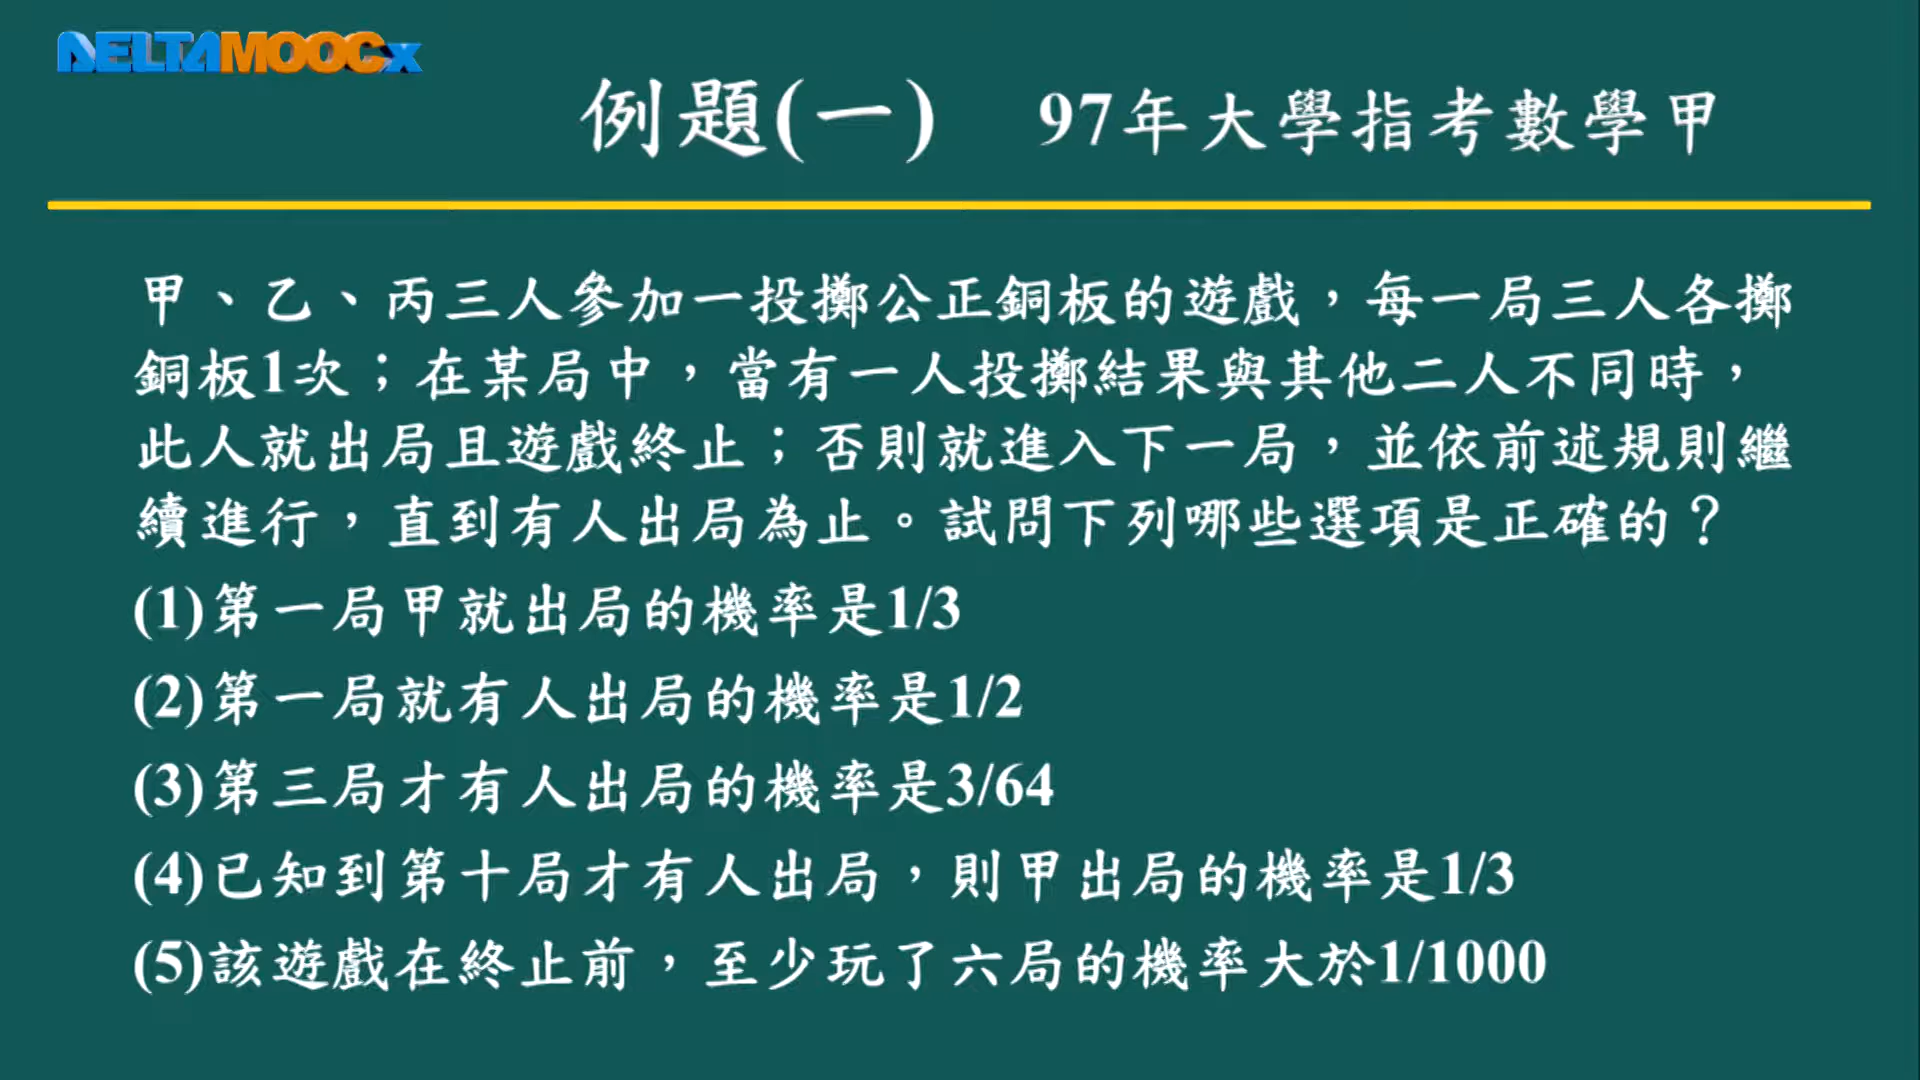 DELTAMOOCx
例題(一) 97年大學指考數學甲
甲、乙、丙三人參加一投擲公正銅板的遊戲，每一局三人各擲
銅板1次；在某局中，當有一人投擲結果與其他二人不同時，
此人就出局且遊戲終止；否則就進入下一局，並依前述規則繼
續進行，直到有人出局為止。試問下列哪些選項是正確的？
(1)第一局甲就出局的機率是1/3
(2)第一局就有人出局的機率是1/2
(3)第三局才有人出局的機率是3/64
(4)已知到第十局才有人出局，則甲出局的機率是1/3
(5)該遊戲在終止前，至少玩了六局的機率大於1/1000